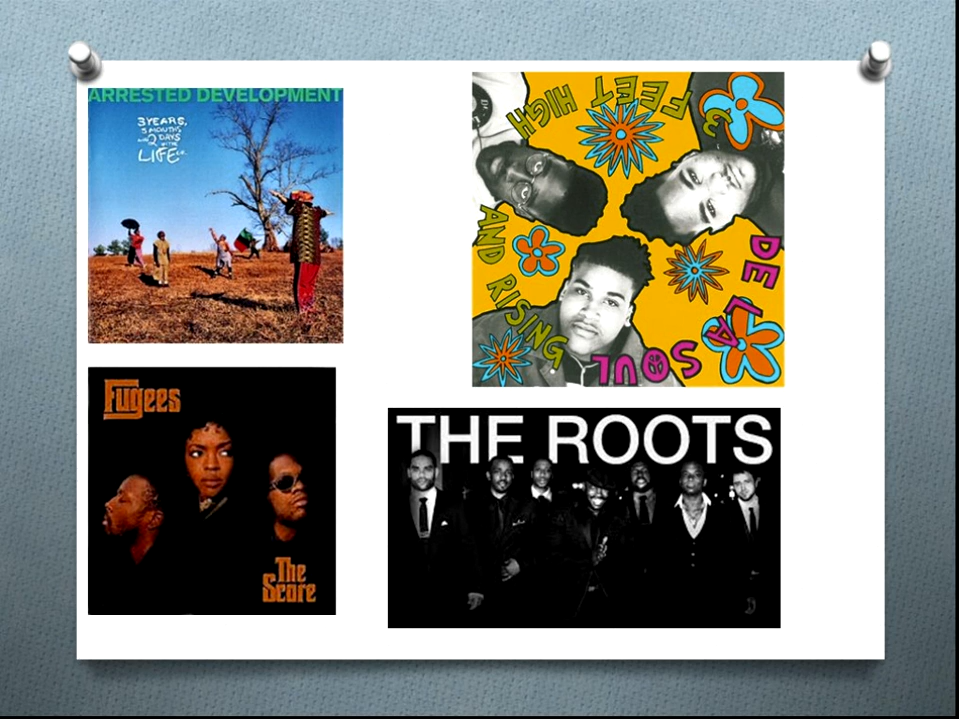 ARRESTED DEVELOPMENT
3 YEARS,
5 MONTHS
AND 2 DAYS
IN THE
LIFE OF..
3 FEET HIGH
AND RISING
DE LA SOUL
Fugees
The
Score
THE ROOTS